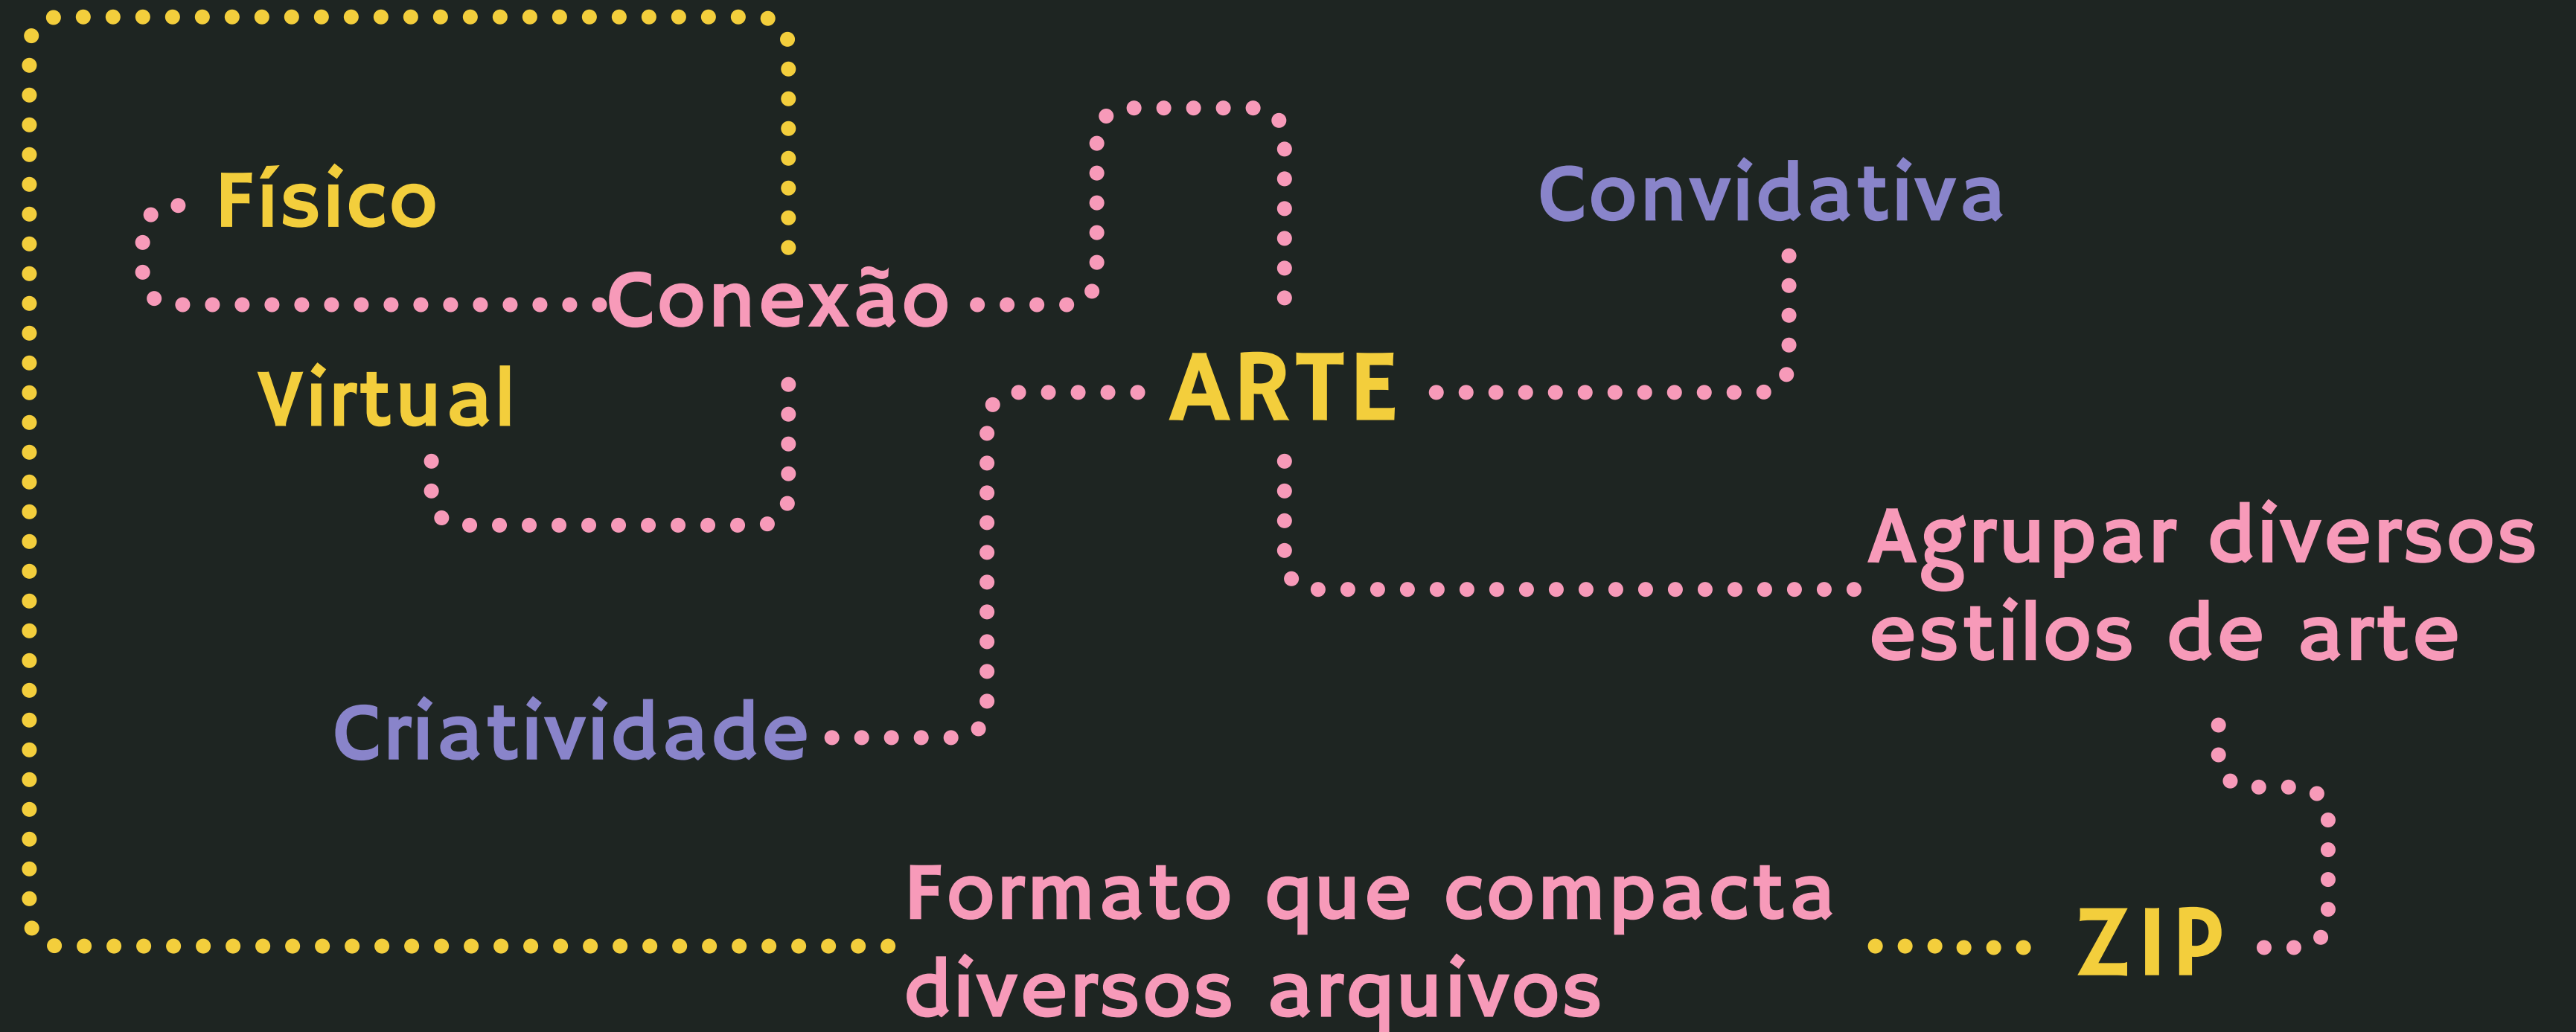 Físico
Convidativa
Conexão
Virtual
ARTE
Agrupar diversos
estilos de arte
Criatividade
Formato que compacta
diversos arquivos
ZIP